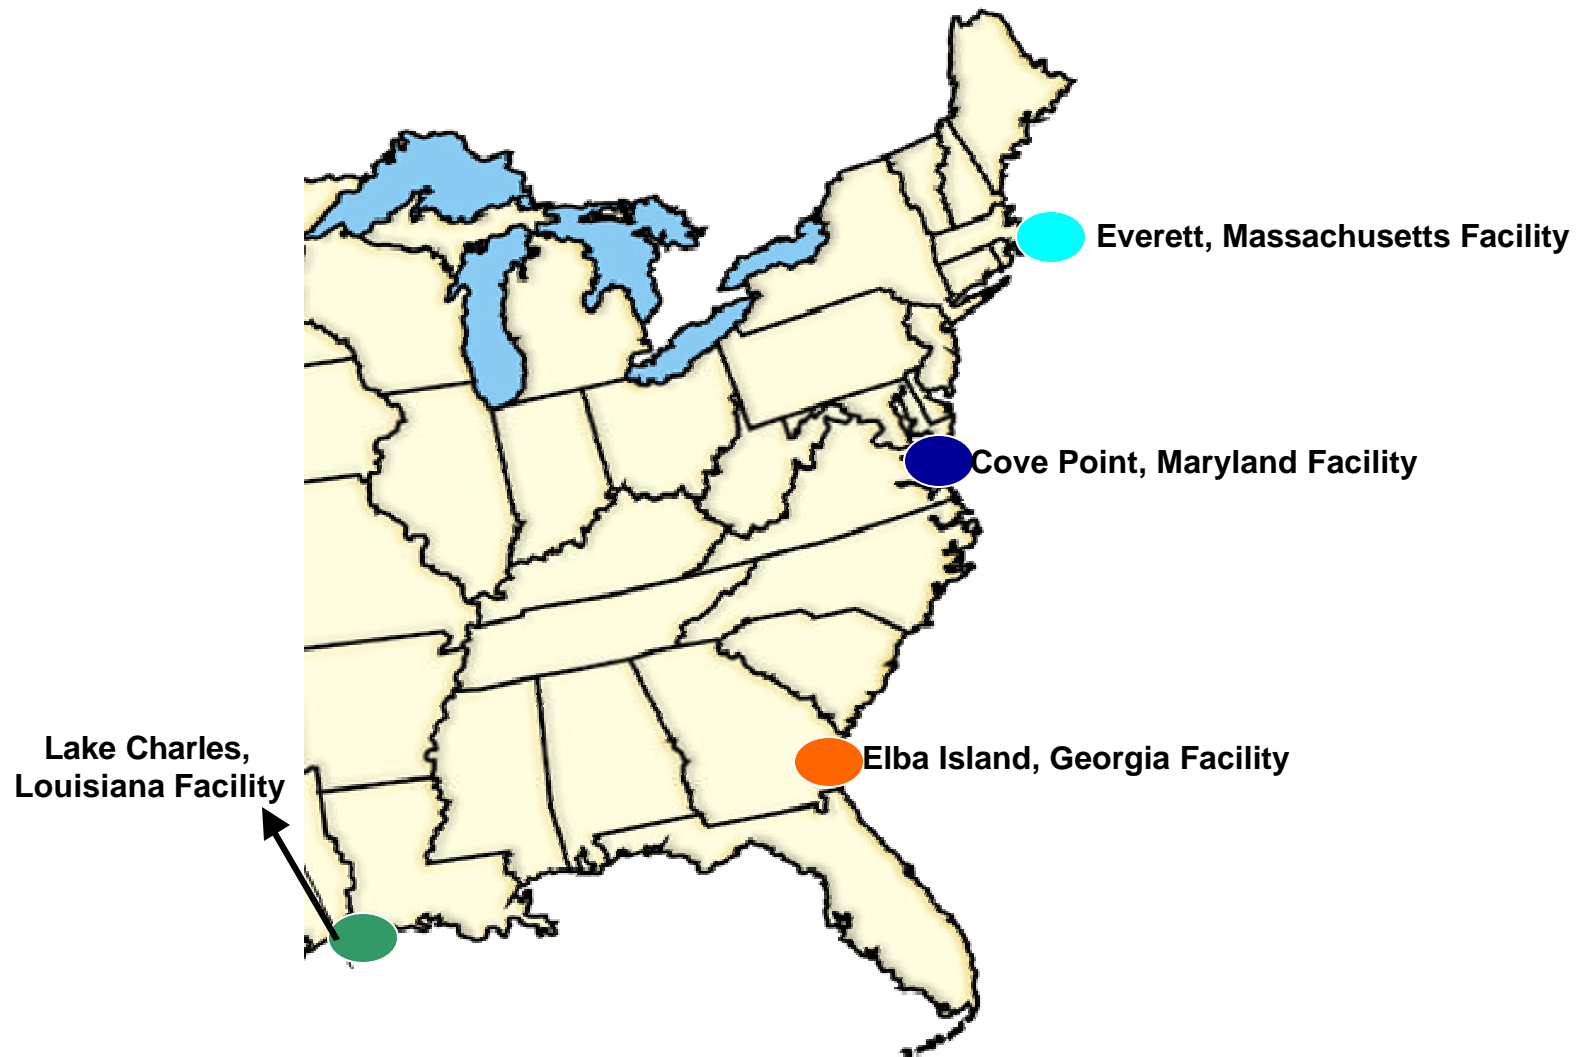 Everett, Massachusetts Facility
Cove Point, Maryland Facility
Lake Charles,
Louisiana Facility
Elba Island, Georgia Facility